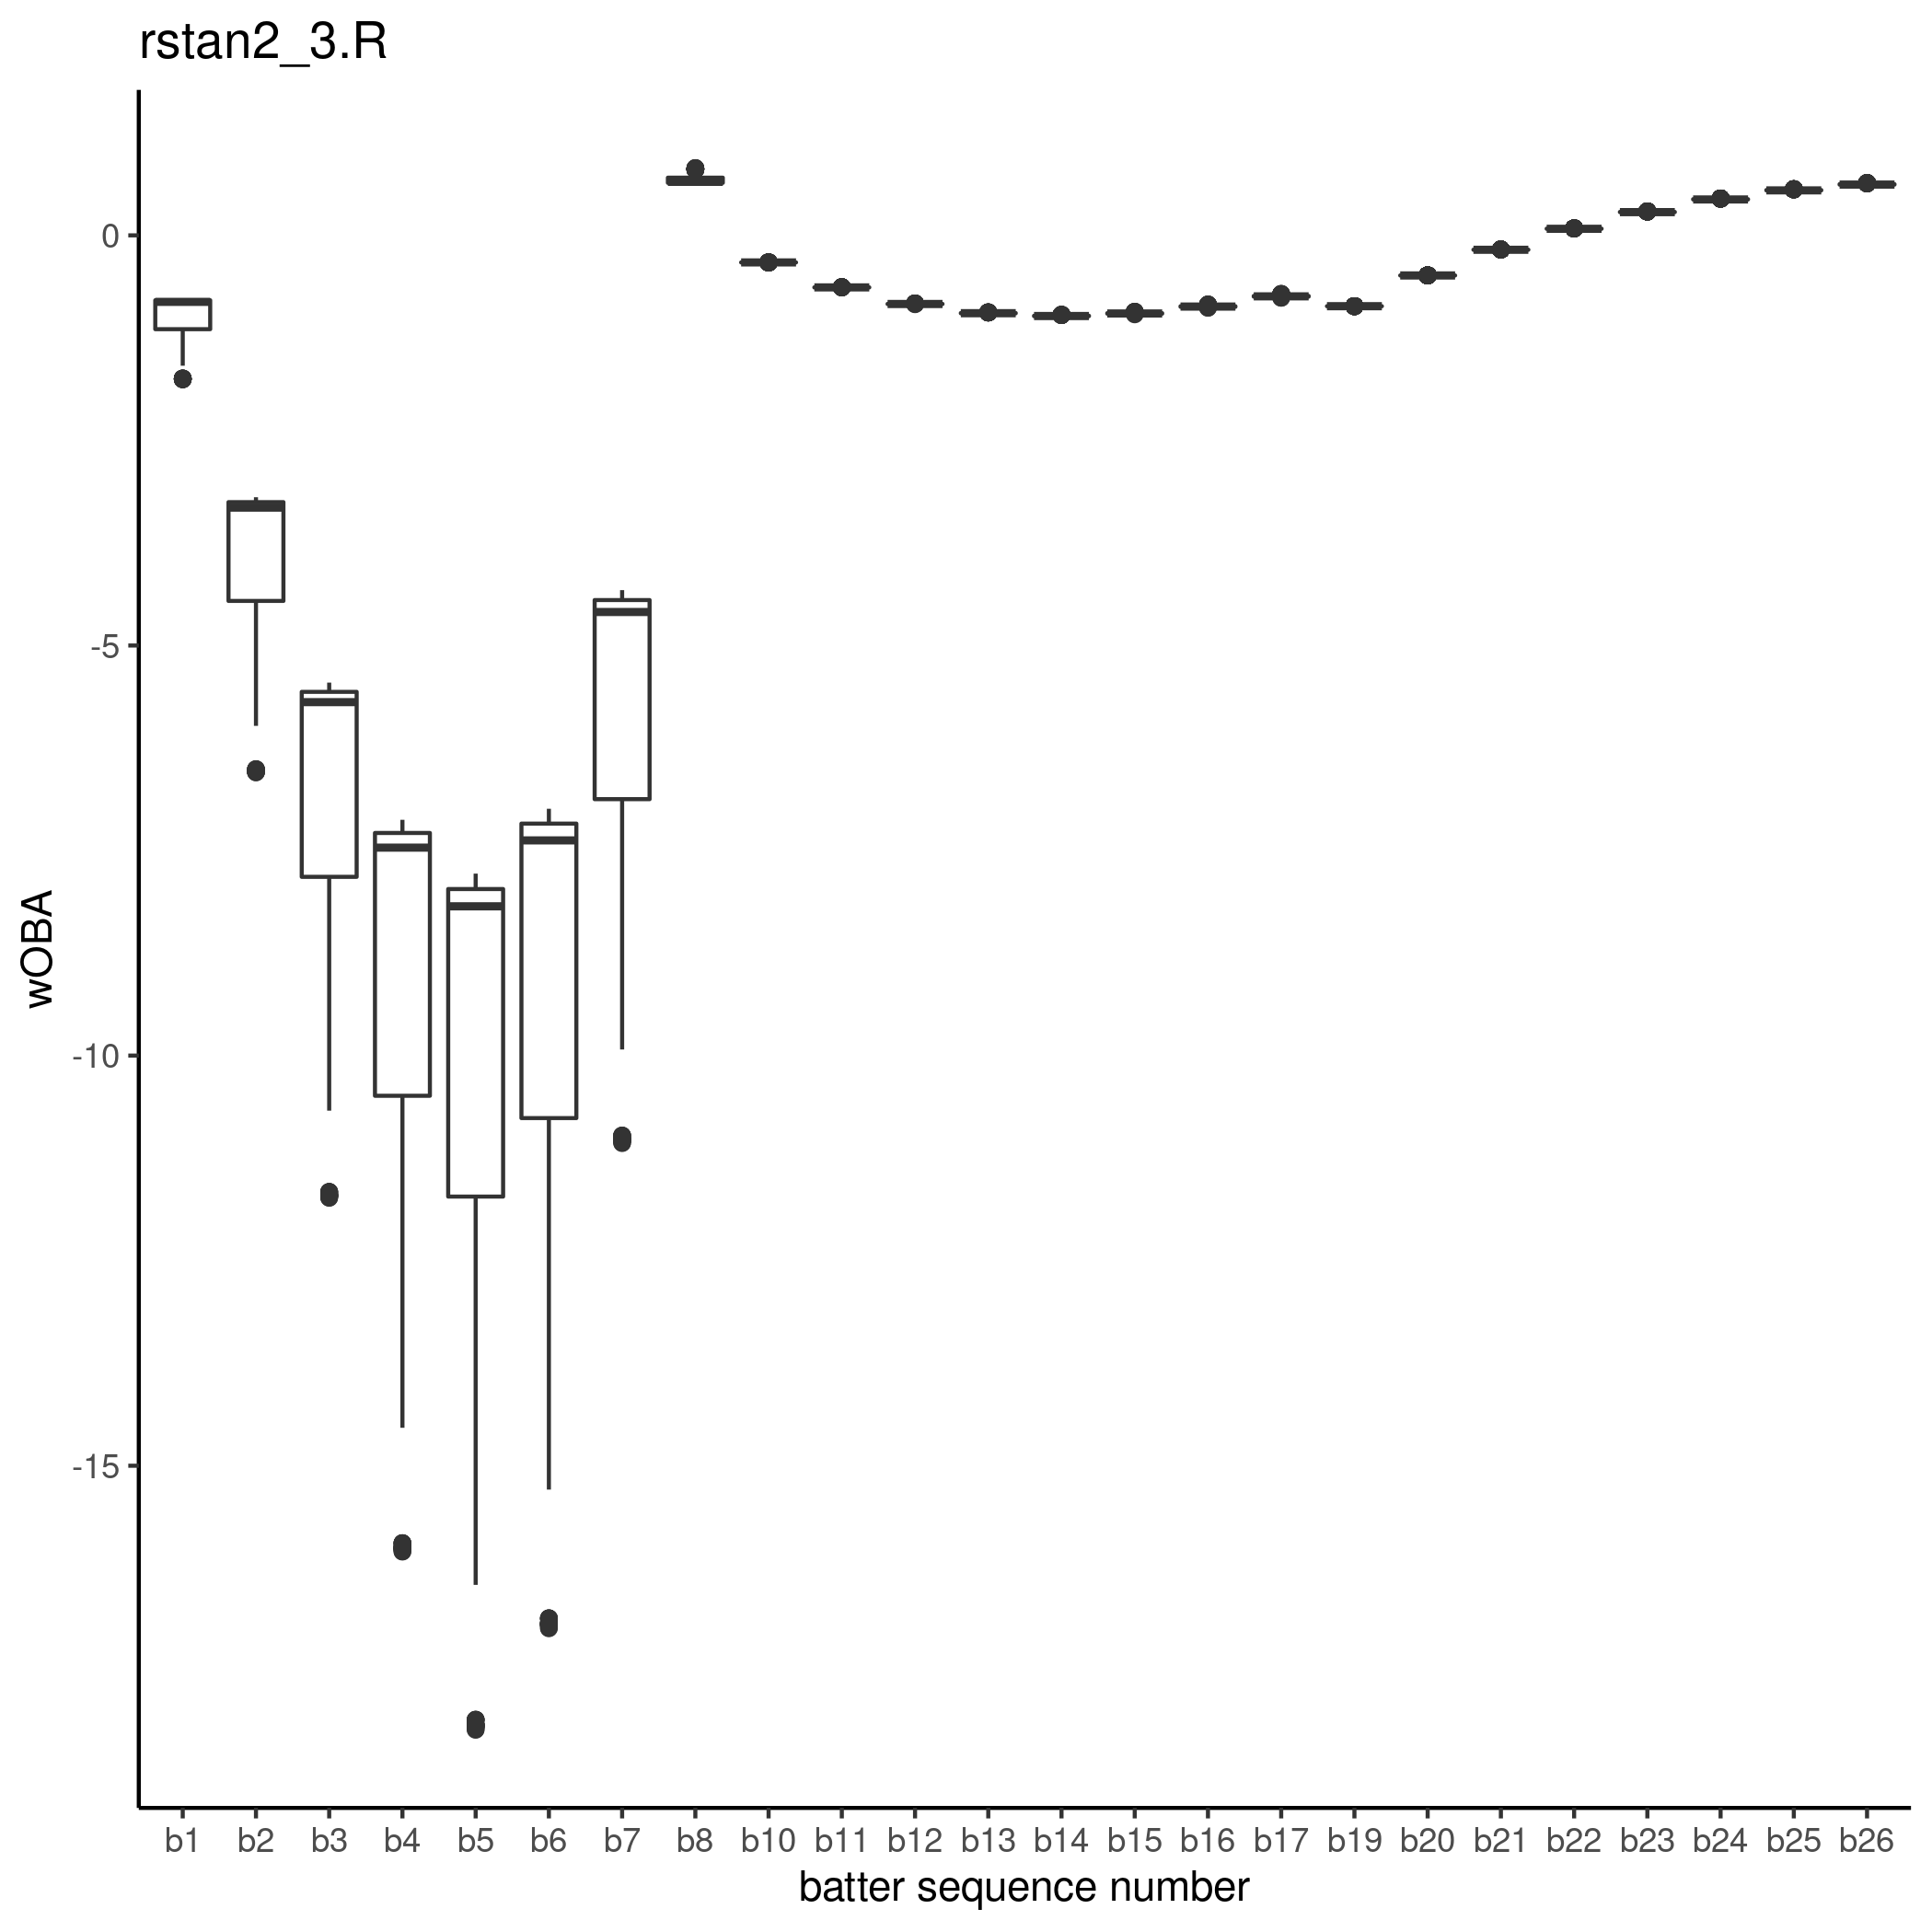 rstan2_3.R
wOBA
0
-5
-10
-15
b1 b2 b3 b4 b5 b6 b7 b8 b10 b11 b12 b13 b14 b15 b16 b17 b19 b20 b21 b22 b23 b24 b25 b26
batter sequence number